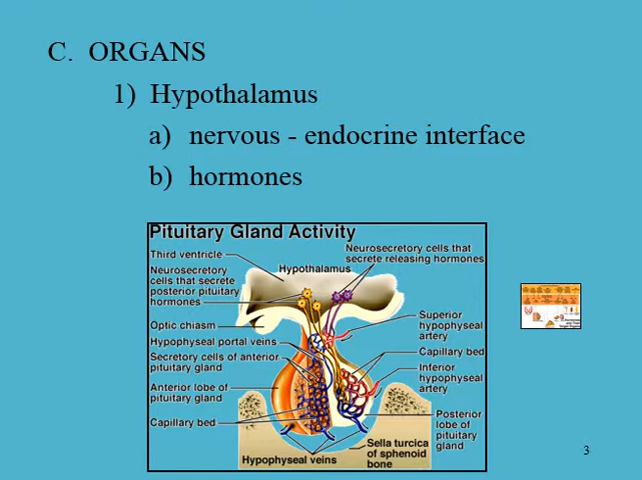 C. ORGANS
1) Hypothalamus
a) nervous - endocrine interface
b) hormones
Pituitary Gland Activity
Third ventricle
Neurosecretory
cells that secrete
posterior pituitary
hormones
Optic chiasm
Hypophyseal portal veins
Secretory cells of anterior
pituitary gland
Anterior lobe of
pituitary gland
Capillary bed
Hypothalamus
Neurosecretory cells that
secrete releasing hormones
Superior
hypophyseal
artery
Capillary bed
Inferior
hypophyseal
artery
Posterior
lobe of
pituitary
gland
Sella turcica
of sphenoid
bone
Hypophyseal veins
3